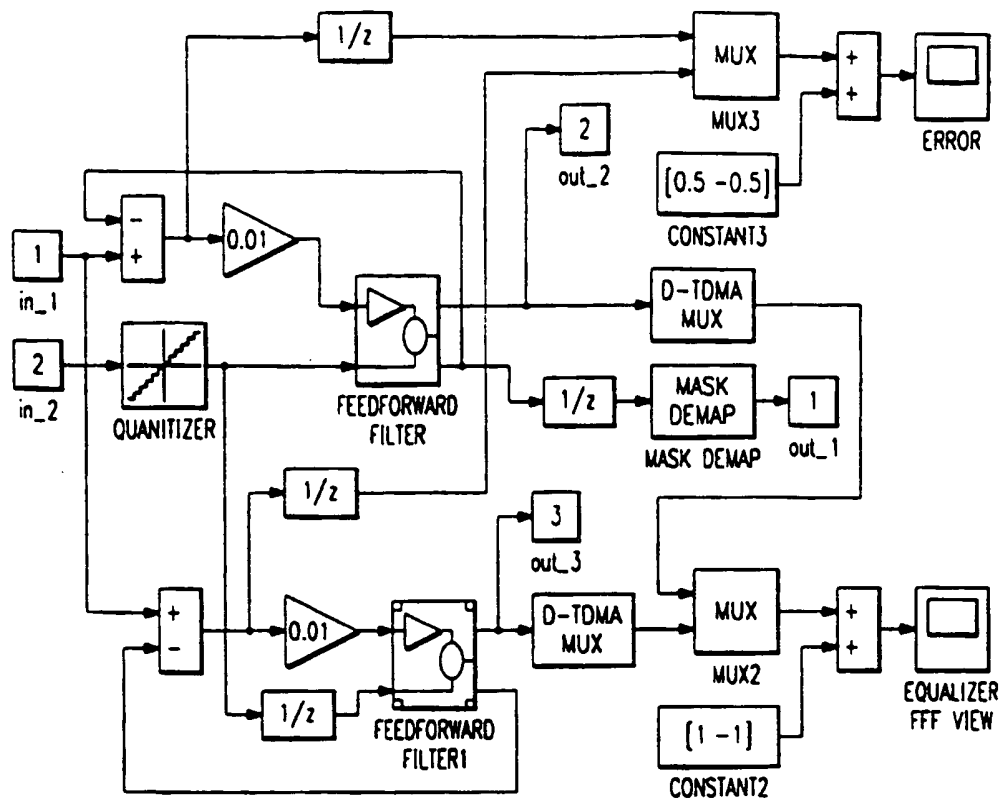 1/z
MUX
MUX3
+
+
ERROR
2
out_2
[0.5 -0.5]
CONSTANT3
-
+
0.01
1
in_1
D-TDMA
MUX
2
in_2
QUANITIZER
FEEDFORWARD
FILTER
1/z
MASK
DEMAP
MASK DEMAP
1
out_1
1/z
3
out_3
+
-
0.01
1/z
FEEDFORWARD
FILTER1
D-TDMA
MUX
MUX
MUX2
+
+
EQUALIZER
FFF VIEW
[1 -1]
CONSTANT2